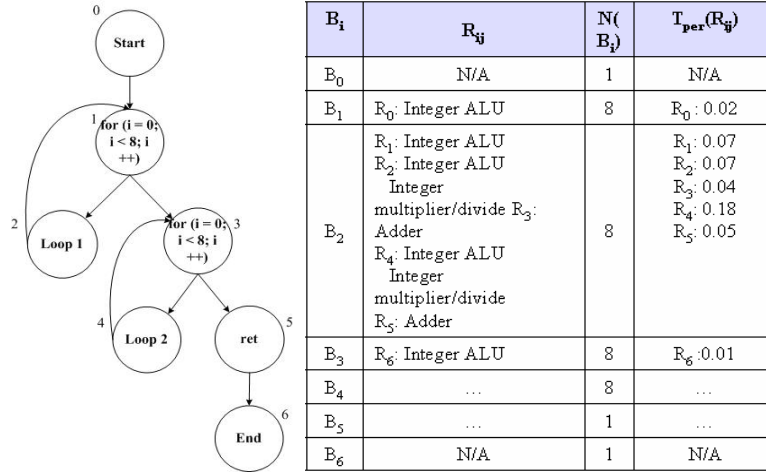 0
Start
1
for (i = 0;
i < 8; i
++)
2
Loop 1
for (i = 0;
i < 8; i
++)
3
4
Loop 2
ret
5
End
6
Bi Rij N( Bi) Tper(Rij)
B0 N/A 1 N/A
B1 R0: Integer ALU 8 R0 : 0.02
B2
R1: Integer ALU
R2: Integer ALU
Integer
multiplier/divide R3:
Adder
R4: Integer ALU
Integer
multiplier/divide
R5: Adder
8
R1: 0.07
R2: 0.07
R3: 0.04
R4: 0.18
R5: 0.05
B3 R6: Integer ALU 8 R6 :0.01
B4 ... 8 ...
B5 ... 1 ...
B6 N/A 1 N/A